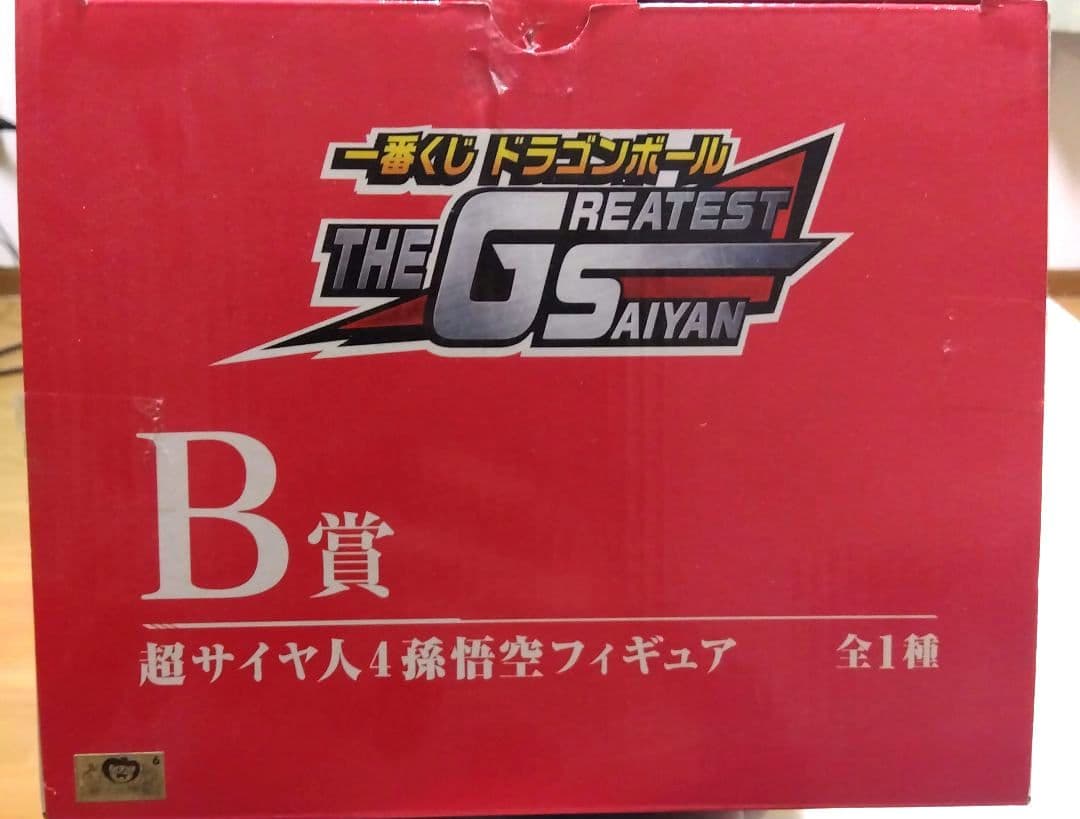 一番くじ ドラゴンボール
THE GREATEST
SAIYAN
B賞
超サイヤ人4孫悟空フィギュア 全1種